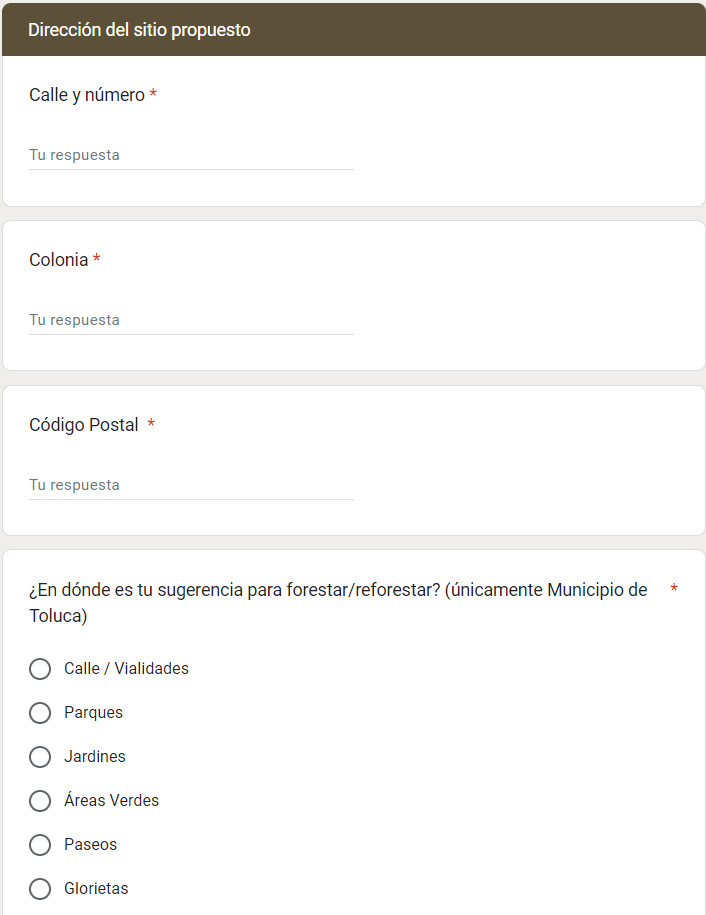 Dirección del sitio propuesto
Calle y número *
Tu respuesta
Colonia *
Tu respuesta
Código Postal *
Tu respuesta
¿En dónde es tu sugerencia para forestar/reforestar? (únicamente Municipio de *
Toluca)
Calle / Vialidades
Parques
Jardines
Áreas Verdes
Paseos
Glorietas